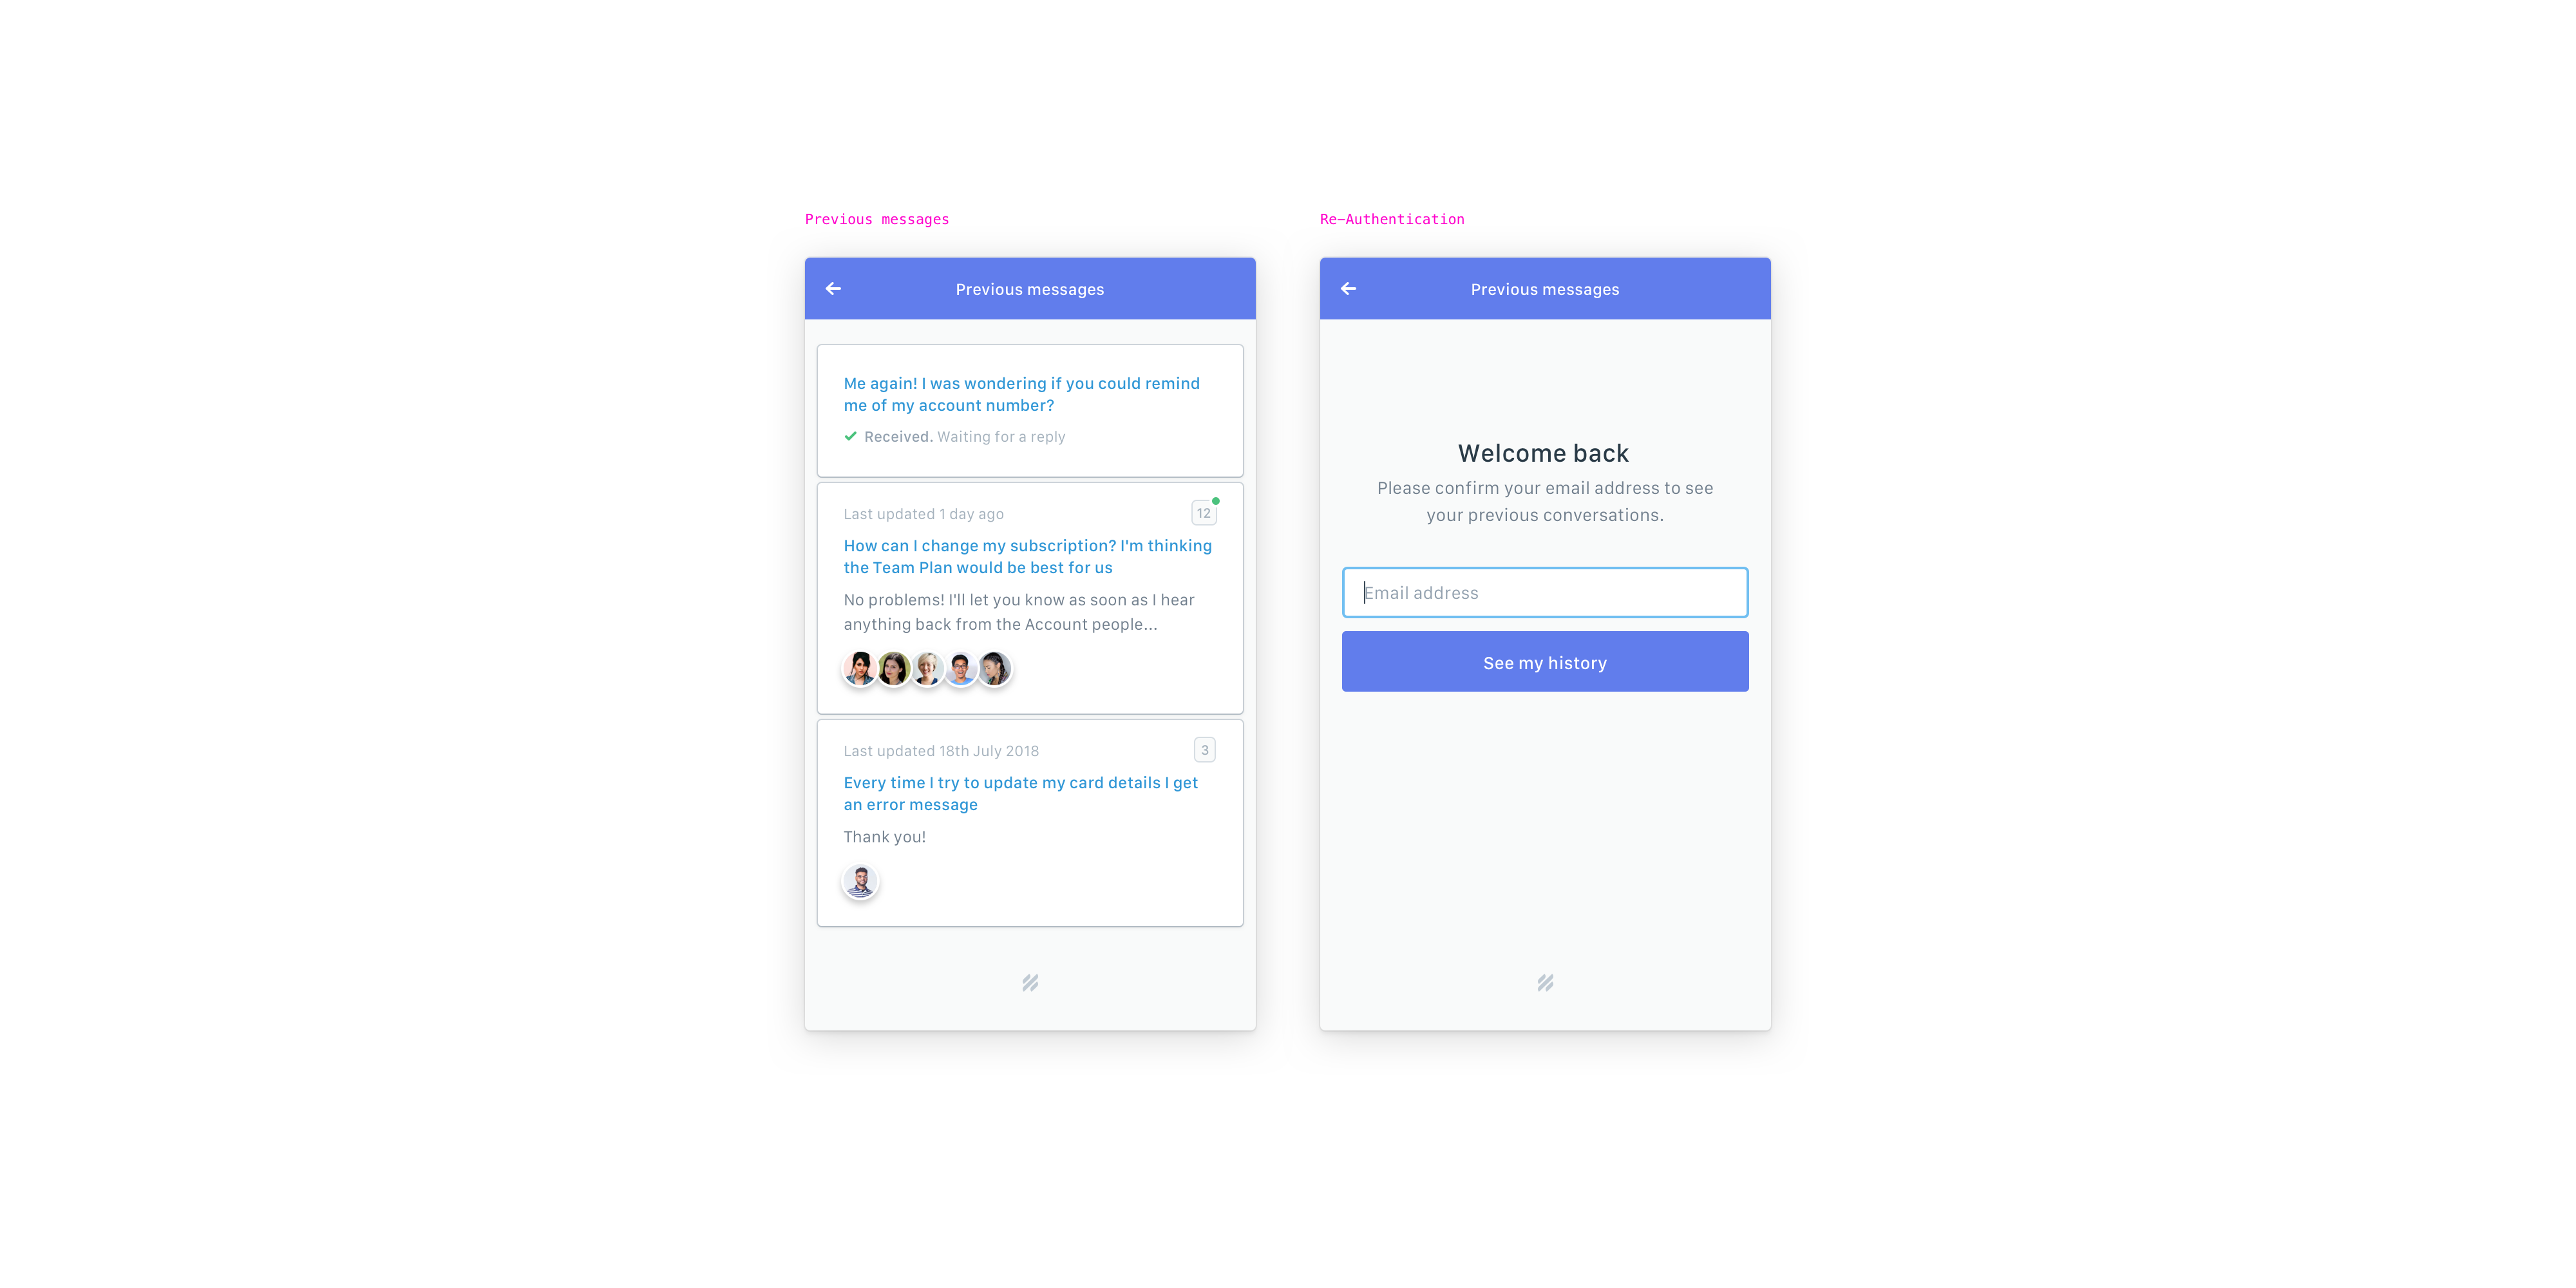 Previous messages
Previous messages
Me again! I was wondering if you could remind
me of my account number?
Received. Waiting for a reply
Last updated 1 day ago
12
How can I change my subscription? I'm thinking
the Team Plan would be best for us
No problems! I'll let you know as soon as I hear
anything back from the Account people...
Last updated 18th July 2018
3
Every time I try to update my card details I get
an error message
Thank you!
Re-Authentication
Previous messages
Welcome back
Please confirm your email address to see
your previous conversations.
Email address
See my history